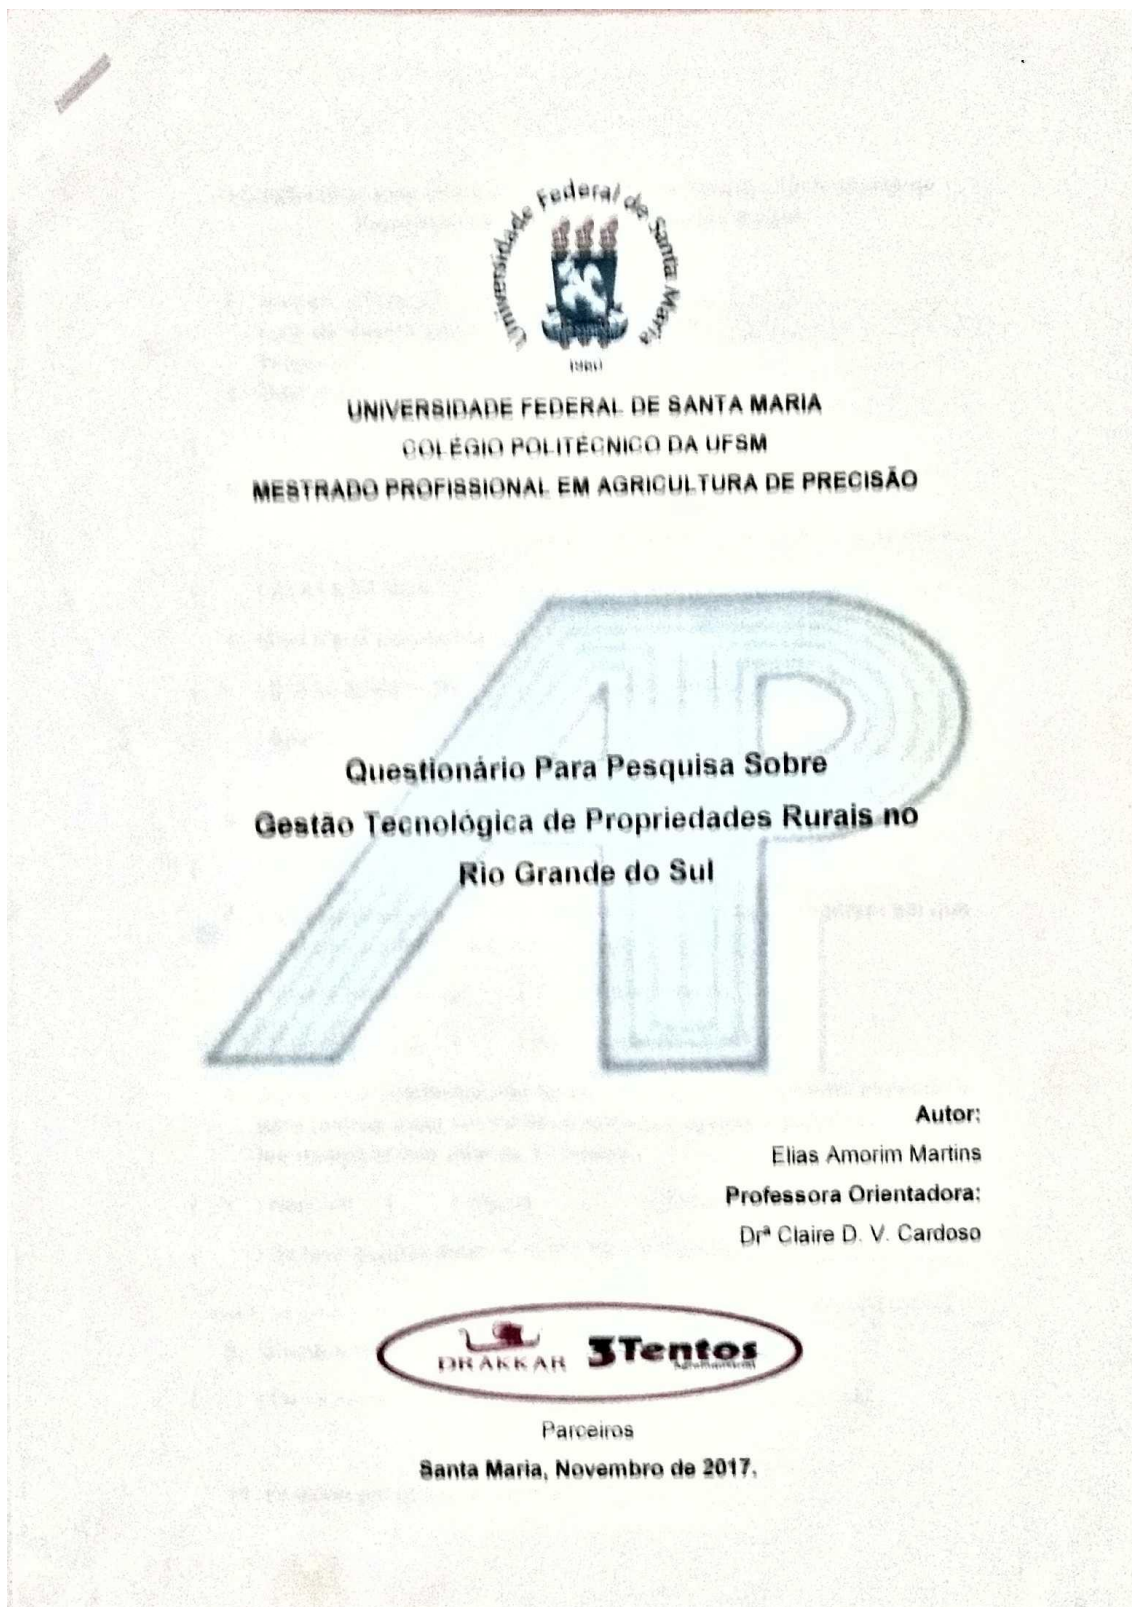 Universidade Federal de Santa Maria
1960
UNIVERSIDADE FEDERAL DE SANTA MARIA
COLÉGIO POLITÉCNICO DA UFSM
MESTRADO PROFISSIONAL EM AGRICULTURA DE PRECISÃO
AP
Questionário Para Pesquisa Sobre
Gestão Tecnológica de Propriedades Rurais no
Rio Grande do Sul
Autor:
Elias Amorim Martins
Professora Orientadora:
Drª Claire D. V. Cardoso
DRAKKAR 3Tentos
Parceiros
Santa Maria, Novembro de 2017.